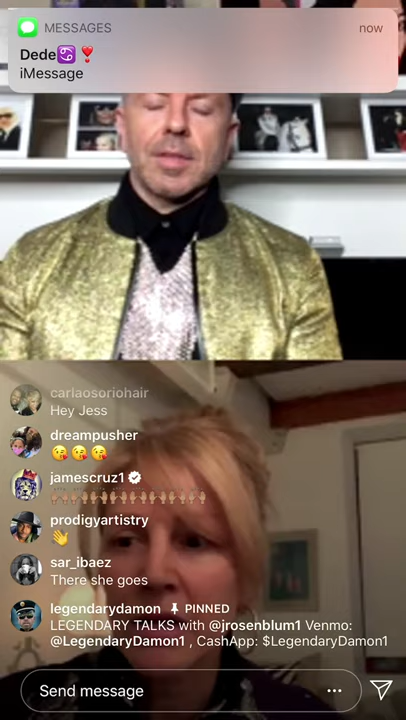 MESSAGES
now
Dede♋❣️
iMessage
carlaosoriohair
Hey Jess
dreampusher
😘😘😘
jamescruz1
🙌🏽🙌🏽🙌🏽🙌🏽🙌🏽🙌🏽🙌🏽🙌🏽🙌🏽🙌🏽
prodigyartistry
👋
sar_ibaez
There she goes
legendarydamon PINNED
LEGENDARY TALKS with @jrosenblum1 Venmo:
@LegendaryDamon1 , CashApp: $LegendaryDamon1
Send message